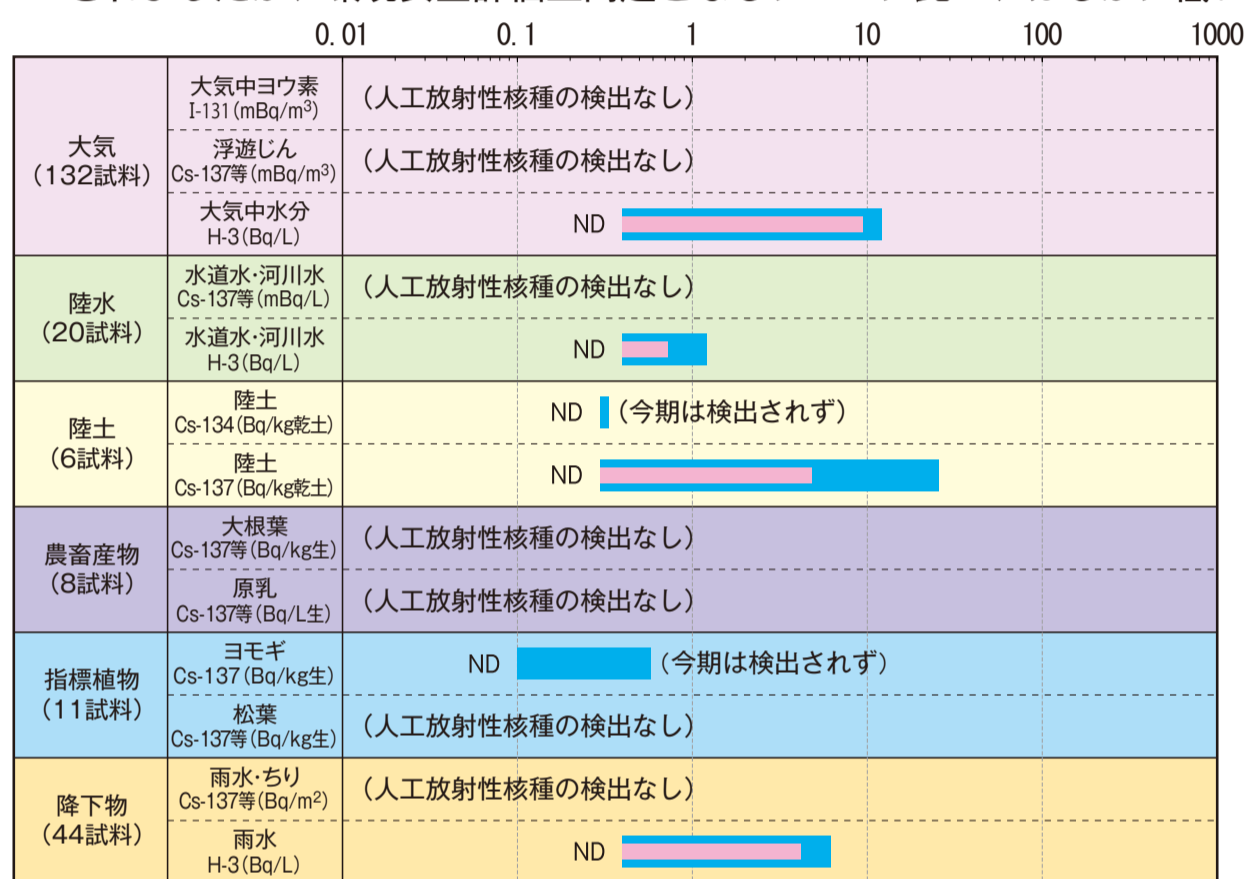 0.01 0.1 1 10 100 1000
大気
(132試料)
大気中ヨウ素
I-131(mBq/m³)
(人工放射性核種の検出なし)
浮遊じん
Cs-137等(mBq/m³)
(人工放射性核種の検出なし)
大気中水分
H-3(Bq/L)
ND
陸水
(20試料)
水道水・河川水
Cs-137等(mBq/L)
(人工放射性核種の検出なし)
水道水・河川水
H-3(Bq/L)
ND
陸土
(6試料)
陸土
Cs-134(Bq/kg乾土)
ND (今期は検出されず)
陸土
Cs-137(Bq/kg乾土)
ND
農畜産物
(8試料)
大根葉
Cs-137等(Bq/kg生)
(人工放射性核種の検出なし)
原乳
Cs-137等(Bq/L生)
(人工放射性核種の検出なし)
指標植物
(11試料)
ヨモギ
Cs-137(Bq/kg生)
ND (今期は検出されず)
松葉
Cs-137等(Bq/kg生)
(人工放射性核種の検出なし)
降下物
(44試料)
雨水・ちり
Cs-137等(Bq/m²)
(人工放射性核種の検出なし)
雨水
H-3(Bq/L)
ND